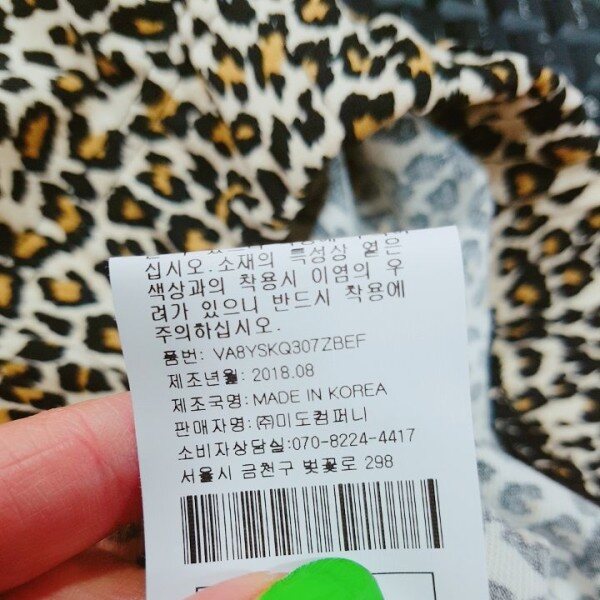 십시오.소재의 특성상 옅은
색상과의 착용시 이염의 우
려가 있으니 반드시 착용에
주의하십시오.
품번: VA8YSKQ307ZBEF
제조년월: 2018.08
제조국명: MADE IN KOREA
판매자명: ㈜미도컴퍼니
소비자상담실:070-8224-4417
서울시 금천구 벚꽃로 298